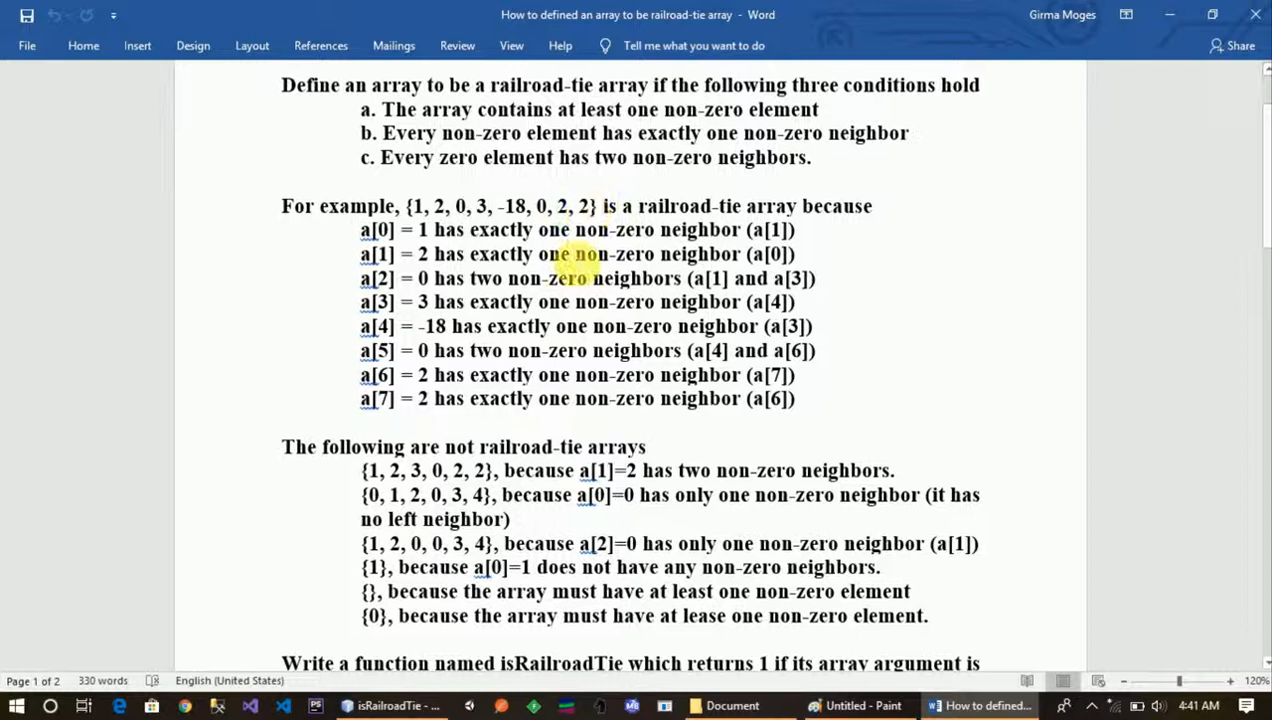 How to defined an array to be railroad-tie array - Word
Girma Moges
File Home Insert Design Layout References Mailings Review View Help Tell me what you want to do Share
Define an array to be a railroad-tie array if the following three conditions hold
a. The array contains at least one non-zero element
b. Every non-zero element has exactly one non-zero neighbor
c. Every zero element has two non-zero neighbors.
For example, {1, 2, 0, 3, -18, 0, 2, 2} is a railroad-tie array because
a[0] = 1 has exactly one non-zero neighbor (a[1])
a[1] = 2 has exactly one non-zero neighbor (a[0])
a[2] = 0 has two non-zero neighbors (a[1] and a[3])
a[3] = 3 has exactly one non-zero neighbor (a[4])
a[4] = -18 has exactly one non-zero neighbor (a[3])
a[5] = 0 has two non-zero neighbors (a[4] and a[6])
a[6] = 2 has exactly one non-zero neighbor (a[7])
a[7] = 2 has exactly one non-zero neighbor (a[6])
The following are not railroad-tie arrays
{1, 2, 3, 0, 2, 2}, because a[1]=2 has two non-zero neighbors.
{0, 1, 2, 0, 3, 4}, because a[0]=0 has only one non-zero neighbor (it has
no left neighbor)
{1, 2, 0, 0, 3, 4}, because a[2]=0 has only one non-zero neighbor (a[1])
{1}, because a[0]=1 does not have any non-zero neighbors.
{}, because the array must have at least one non-zero element
{0}, because the array must have at lease one non-zero element.
Write a function named isRailroadTie which returns 1 if its array argument is
Page 1 of 2 330 words English (United States) 120%
isRailroadTie - ... Document Untitled - Paint How to defined... 4:41 AM